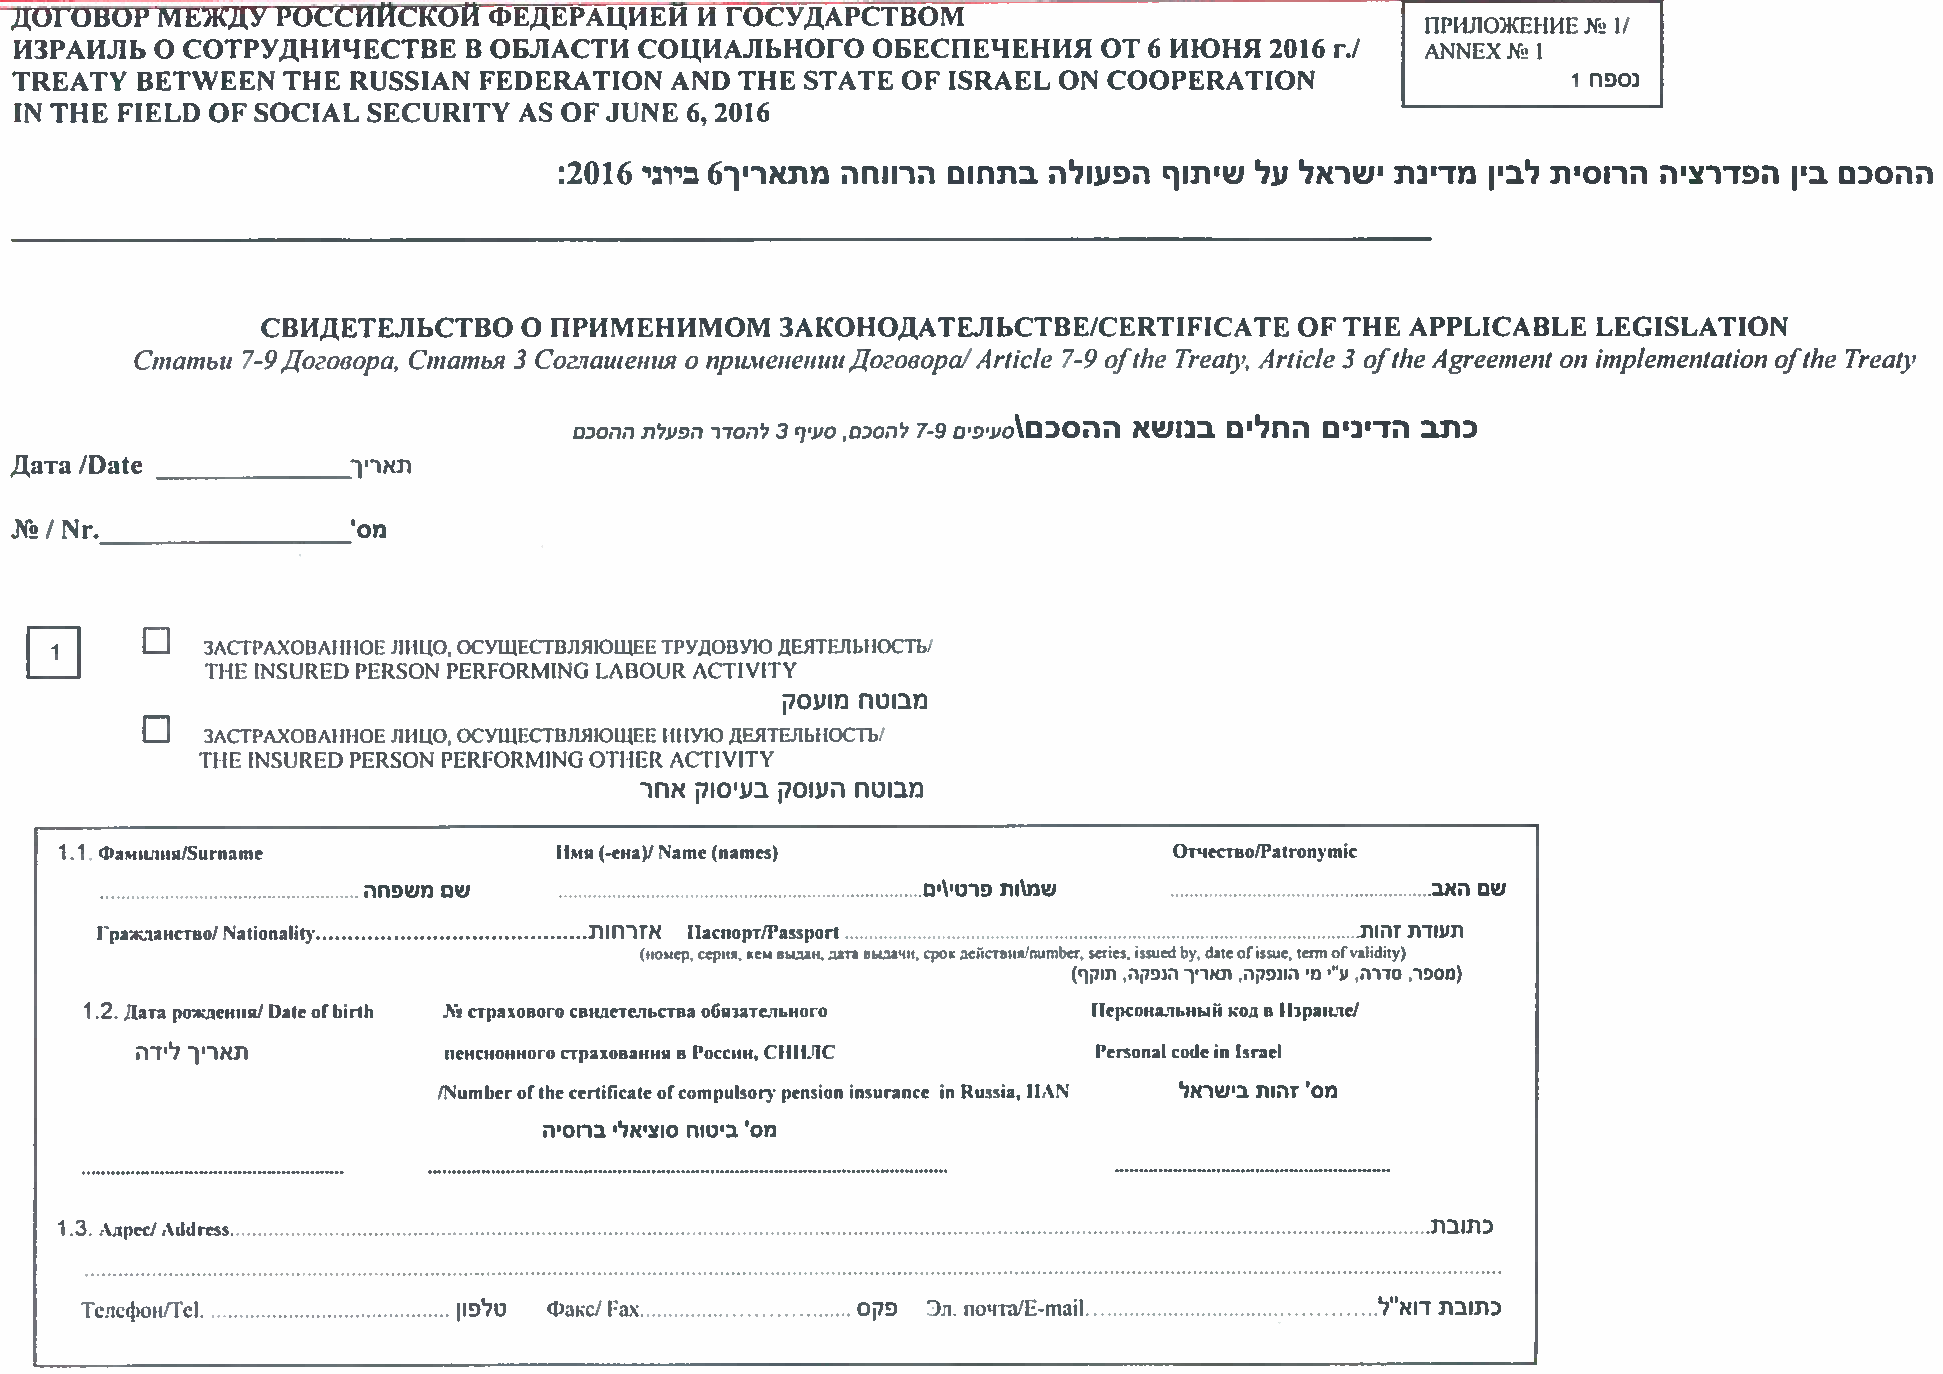 ДОГОВОР МЕЖДУ РОССИЙСКОЙ ФЕДЕРАЦИЕЙ И ГОСУДАРСТВОМ
ИЗРАИЛЬ О СОТРУДНИЧЕСТВЕ В ОБЛАСТИ СОЦИАЛЬНОГО ОБЕСПЕЧЕНИЯ ОТ 6 ИЮНЯ 2016 г./
TREATY BETWEEN THE RUSSIAN FEDERATION AND THE STATE OF ISRAEL ON COOPERATION
IN THE FIELD OF SOCIAL SECURITY AS OF JUNE 6, 2016
ПРИЛОЖЕНИЕ № 1/
ANNEX № 1
נספח 1
ההסכם בין הפדרציה הרוסית לבין מדינת ישראל על שיתוף הפעולה בתחום הרווחה מתאריך6 ביוני 2016:
СВИДЕТЕЛЬСТВО О ПРИМЕНИМОМ ЗАКОНОДАТЕЛЬСТВЕ/CERTIFICATE OF THE APPLICABLE LEGISLATION
Статьи 7-9 Договора, Статья 3 Соглашения о применении Договора/ Article 7-9 of the Treaty, Article 3 of the Agreement on implementation of the Treaty
כתב הדינים החלים בנושא ההסכם\סעיפים 7-9 להסכם, סעיף 3 להסדר הפעלת ההסכם
Дата /Date ______________תאריך
№ / Nr.__________________מס'
1
☐ ЗАСТРАХОВАННОЕ ЛИЦО, ОСУЩЕСТВЛЯЮЩЕЕ ТРУДОВУЮ ДЕЯТЕЛЬНОСТЬ/
THE INSURED PERSON PERFORMING LABOUR ACTIVITY
מבוטח מועסק
☐ ЗАСТРАХОВАННОЕ ЛИЦО, ОСУЩЕСТВЛЯЮЩЕЕ ИНУЮ ДЕЯТЕЛЬНОСТЬ/
THE INSURED PERSON PERFORMING OTHER ACTIVITY
מבוטח העוסק בעיסוק אחר
1.1. Фамилия/Surname Имя (-ена)/ Name (names) Отчество/Patronymic
.................... שם משפחה .................... שמ\ות פרטי\ים .................... שם האב
Гражданство/ Nationality....................אזרחות Паспорт/Passport ....................תעודת זהות
(номер, серия, кем выдан, дата выдачи, срок действия/number, series, issued by, date of issue, term of validity)
(מספר, סדרה, ע"י מי הונפקה, תאריך הנפקה, תוקף)
1.2. Дата рождения/ Date of birth № страхового свидетельства обязательного Персональный код в Израиле/
תאריך לידה пенсионного страхования в России, СНИЛС Personal code in Israel
/Number of the certificate of compulsory pension insurance in Russia, IIAN מס' זהות בישראל
מס' ביטוח סוציאלי ברוסיה
.................... .................... ....................
1.3. Адрес/ Address....................כתובת
....................
Телефон/Tel. .................... טלפון Факс/ Fax.................... פקס Эл. почта/E-mail....................כתובת דוא"ל